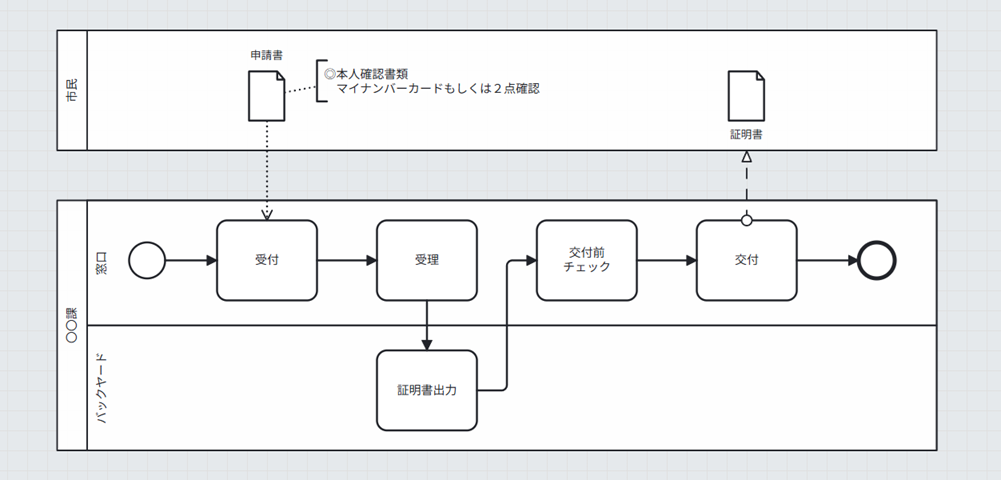 市民
申請書
◎本人確認書類
マイナンバーカードもしくは２点確認
証明書
〇〇課
窓口
受付
受理
交付前
チェック
交付
バックヤード
証明書出力